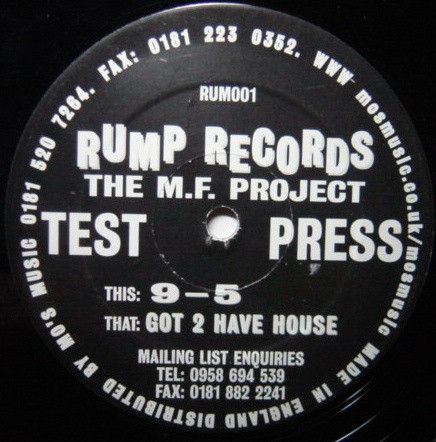 RUM001
RUMP RECORDS
THE M.F. PROJECT
TEST PRESS
THIS: 9-5
THAT: GOT 2 HAVE HOUSE
MAILING LIST ENQUIRIES
TEL: 0958 694 539
FAX: 0181 882 2241
MADE IN ENGLAND DISTRIBUTED BY MO'S MUSIC 0181 520 7264. FAX: 0181 223 0352. WWW mosmusic.co.uk/mosmusic